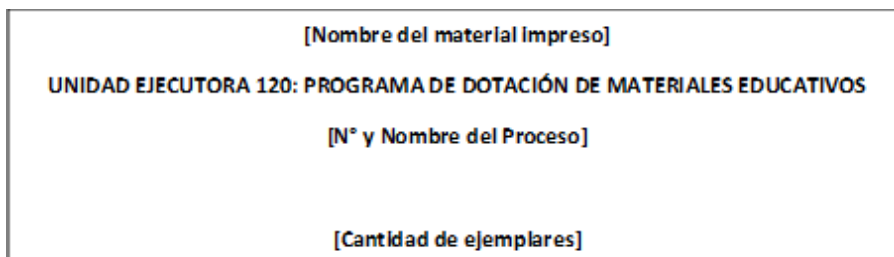 [Nombre del material impreso]
UNIDAD EJECUTORA 120: PROGRAMA DE DOTACIÓN DE MATERIALES EDUCATIVOS
[N° y Nombre del Proceso]
[Cantidad de ejemplares]